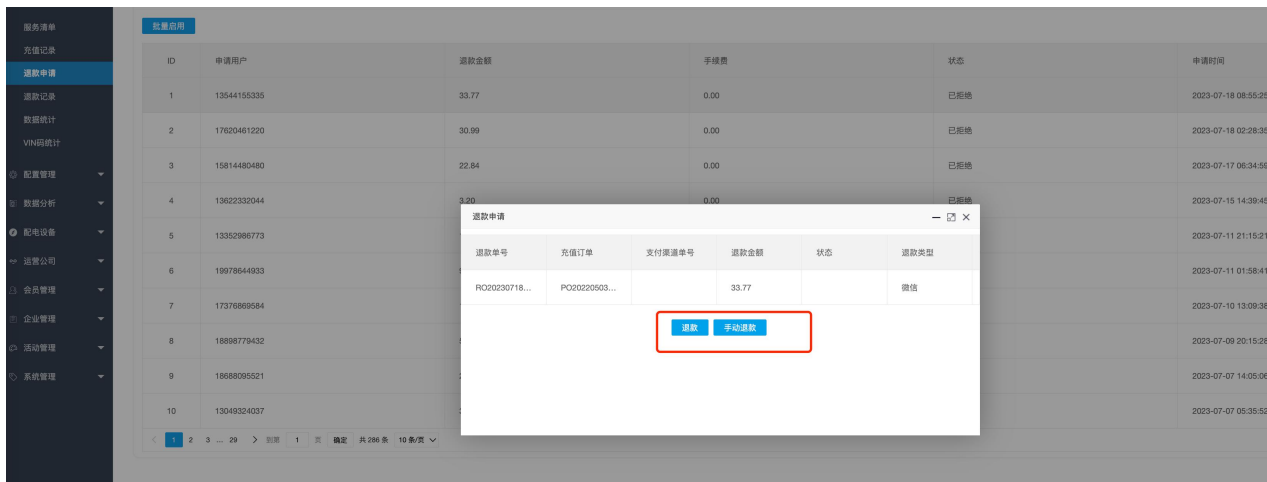 服务清单
充值记录
退款申请
退款记录
数据统计
VIN码统计
配置管理
数据分析
配电设备
运营公司
会员管理
企业管理
活动管理
系统管理
批量启用
ID 申请用户 退款金额 手续费 状态 申请时间
1 13544155335 33.77 0.00 已拒绝 2023-07-18 08:55:25
2 17620461220 30.99 0.00 已拒绝 2023-07-18 02:28:35
3 15814480480 22.84 0.00 已拒绝 2023-07-17 06:34:59
4 13622332044 3.20 0.00 已拒绝 2023-07-15 14:39:45
5 13352986773 2023-07-11 21:15:21
6 19978644933 2023-07-11 01:58:41
7 17376869584 2023-07-10 13:09:38
8 18898779432 2023-07-09 20:15:28
9 18688095521 2023-07-07 14:05:06
10 13049324037 2023-07-07 05:35:52
退款申请
退款单号 充值订单 支付渠道单号 退款金额 状态 退款类型
RO20230718... PO20220503... 33.77 微信
退款 手动退款
1 2 3 ... 29 到第 1 页 确定 共 286 条 10 条/页